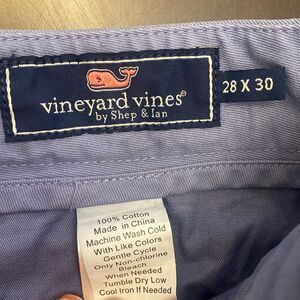 vineyard vines®
by Shep & Ian
28 X 30
100% Cotton
Made in China
Machine Wash Cold
With Like Colors
Gentle Cycle
Only Non-chlorine
Bleach
When Needed
Tumble Dry Low
Cool Iron If Needed